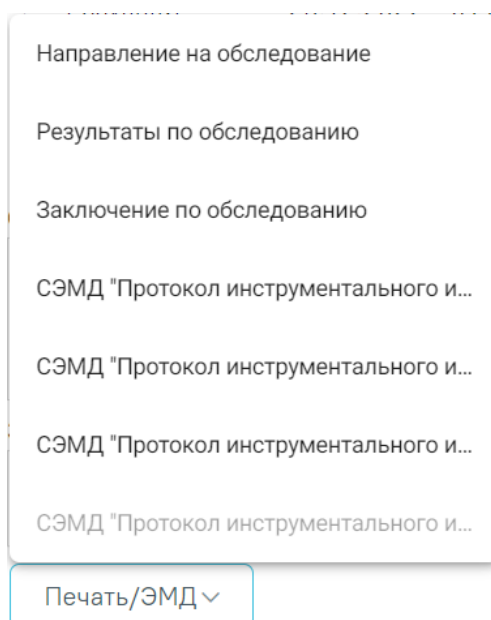 Направление на обследование
Результаты по обследованию
Заключение по обследованию
СЭМД "Протокол инструментального и...
СЭМД "Протокол инструментального и...
СЭМД "Протокол инструментального и...
СЭМД "Протокол инструментального и...
Печать/ЭМД